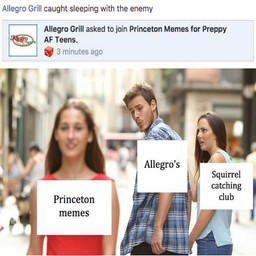 Allegro Grill caught sleeping with the enemy
Allegro Grill asked to join Princeton Memes for Preppy
AF Teens.
3 minutes ago
Allegro's
Squirrel
catching
club
Princeton
memes